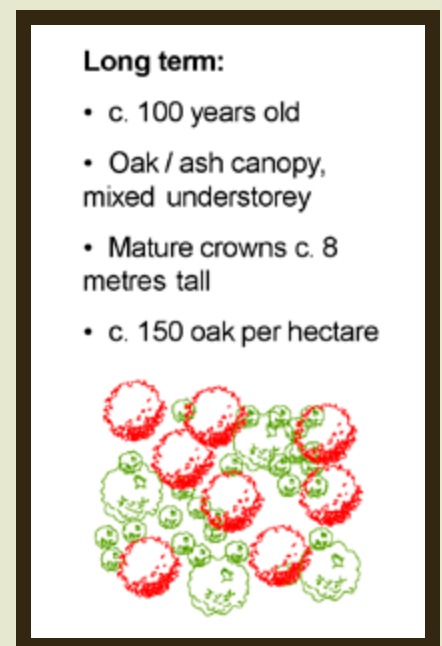 Long term:
• c. 100 years old
• Oak / ash canopy,
mixed understorey
• Mature crowns c. 8
metres tall
• c. 150 oak per hectare